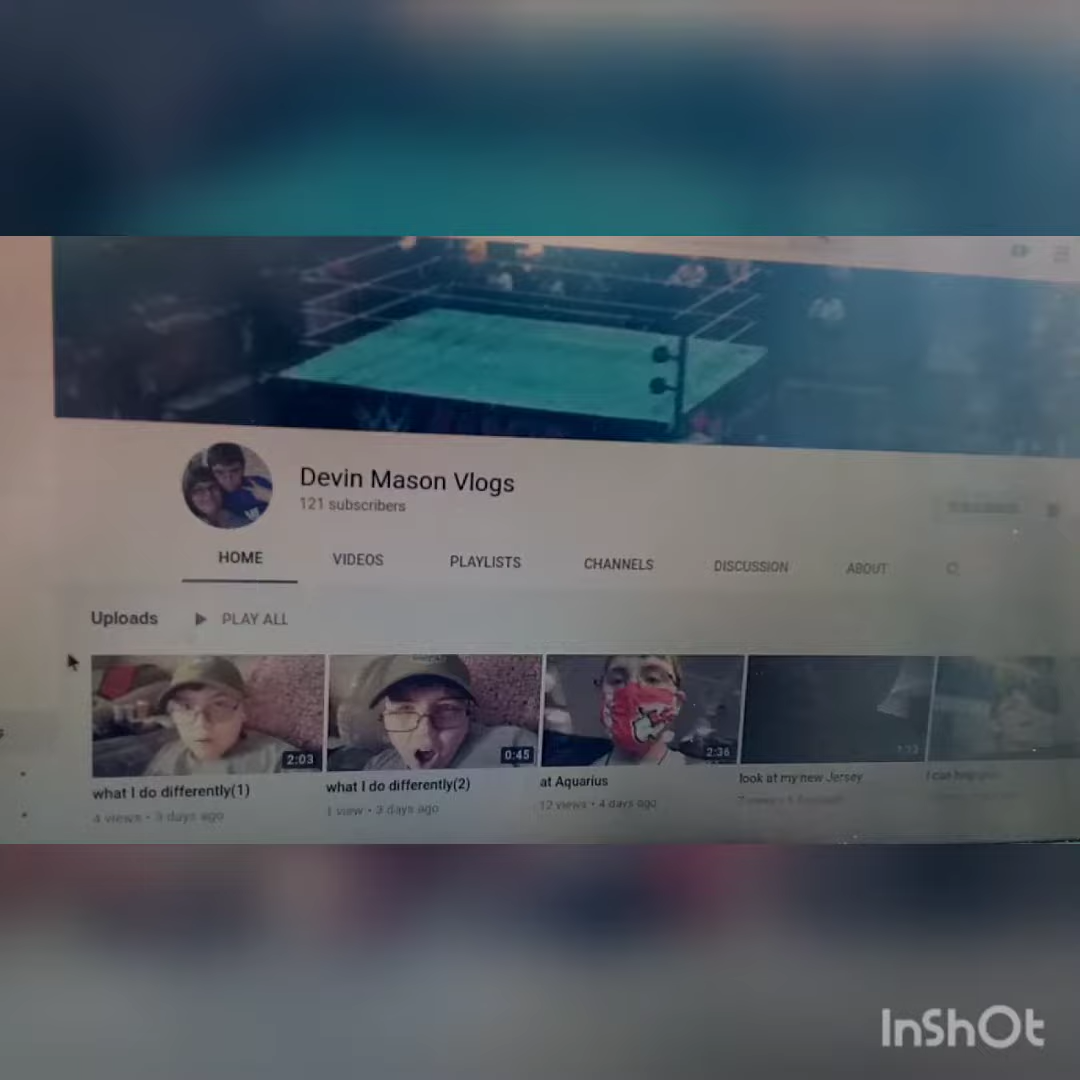 Devin Mason Vlogs
121 subscribers
HOME VIDEOS PLAYLISTS CHANNELS DISCUSSION ABOUT
Uploads PLAY ALL
2:03 0:45 2:36
what I do differently(1) what I do differently(2) at Aquarius look at my new Jersey
4 views • 3 days ago 1 view • 3 days ago 12 views • 4 days ago
InShOt